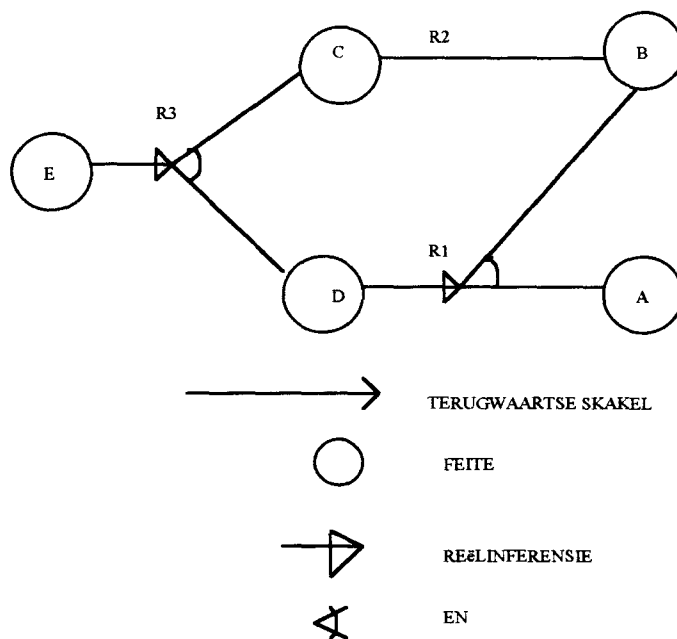 C
R2
B
R3
E
R1
D
A
TERUGWAARTSE SKAKEL
FEITE
REëLINFERENSIE
EN